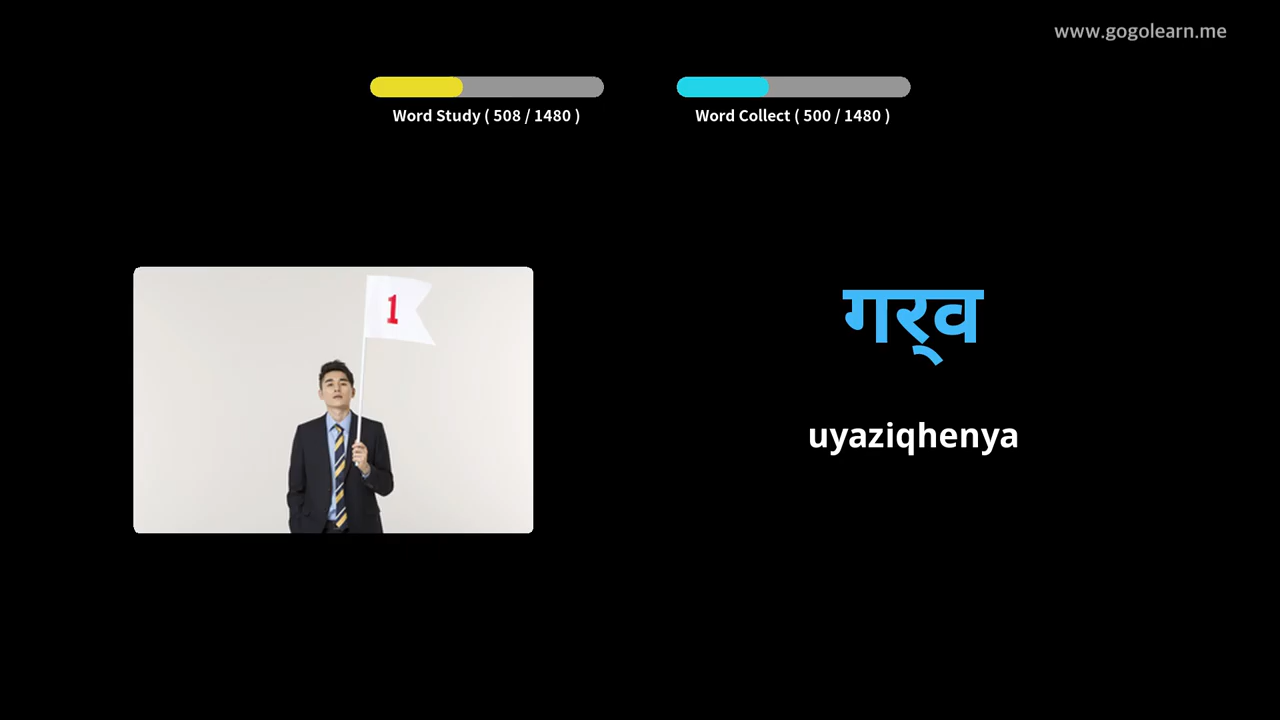 www.gogolearn.me
Word Study ( 508 / 1480 )
Word Collect ( 500 / 1480 )
1
गर्‌व
uyaziqhenya